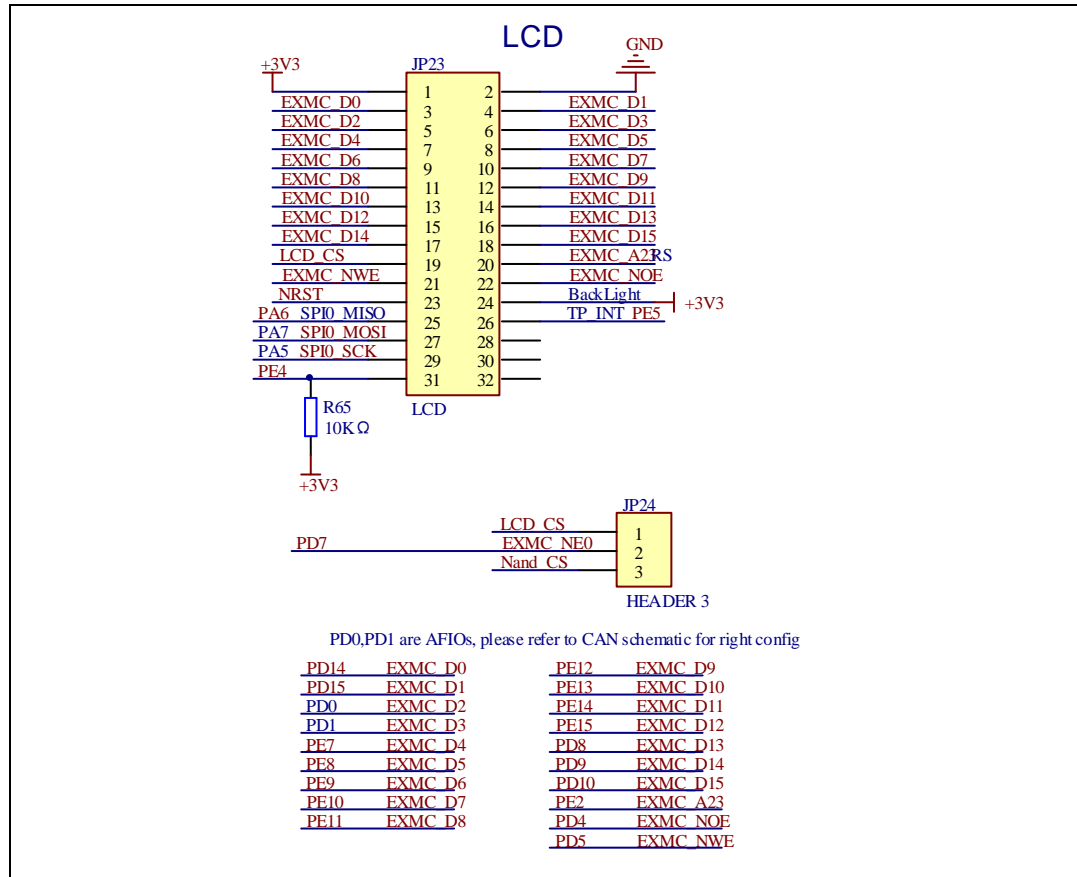 LCD
+3V3 JP23 GND
1 2
EXMC_D0 3 4 EXMC_D1
EXMC_D2 5 6 EXMC_D3
EXMC_D4 7 8 EXMC_D5
EXMC_D6 9 10 EXMC_D7
EXMC_D8 11 12 EXMC_D9
EXMC_D10 13 14 EXMC_D11
EXMC_D12 15 16 EXMC_D13
EXMC_D14 17 18 EXMC_D15
LCD_CS 19 20 EXMC_A23 RS
EXMC_NWE 21 22 EXMC_NOE
NRST 23 24 BackLight +3V3
PA6 SPI0_MISO 25 26 TP_INT PE5
PA7 SPI0_MOSI 27 28
PA5 SPI0_SCK 29 30
PE4 31 32
R65 LCD
10KΩ
+3V3
JP24
LCD_CS 1
PD7 EXMC_NE0 2
Nand_CS 3
HEADER 3
PD0,PD1 are AFIOs, please refer to CAN schematic for right config
PD14 EXMC_D0
PD15 EXMC_D1
PD0 EXMC_D2
PD1 EXMC_D3
PE7 EXMC_D4
PE8 EXMC_D5
PE9 EXMC_D6
PE10 EXMC_D7
PE11 EXMC_D8
PE12 EXMC_D9
PE13 EXMC_D10
PE14 EXMC_D11
PE15 EXMC_D12
PD8 EXMC_D13
PD9 EXMC_D14
PD10 EXMC_D15
PE2 EXMC_A23
PD4 EXMC_NOE
PD5 EXMC_NWE